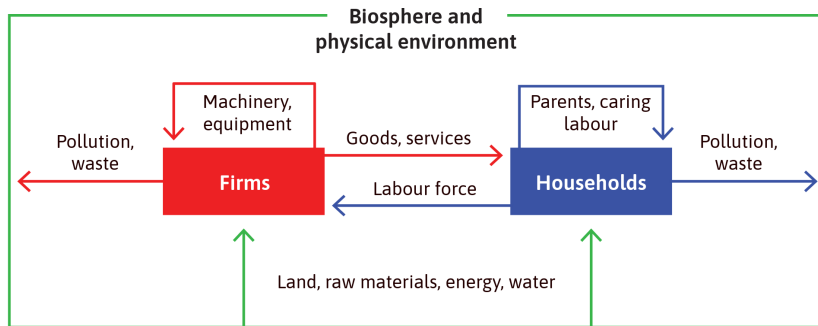 Biosphere and
physical environment
Machinery,
equipment
Parents, caring
labour
Pollution,
waste
Goods, services
Pollution,
waste
Firms
Labour force
Households
Land, raw materials, energy, water